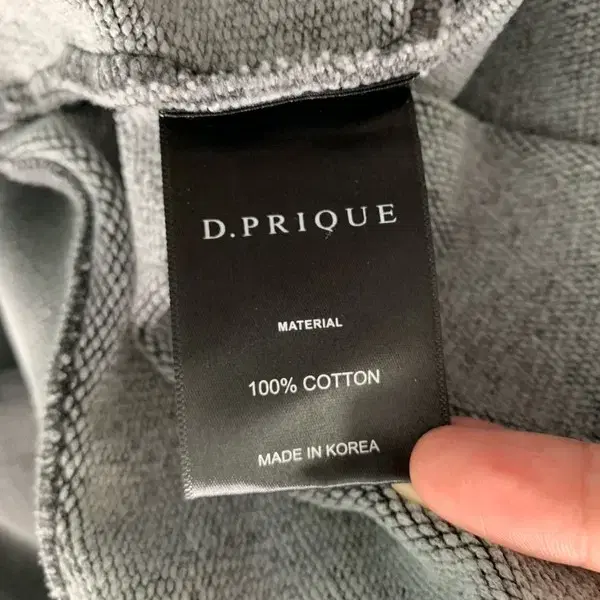 D.PRIQUE
MATERIAL
100% COTTON
MADE IN KOREA